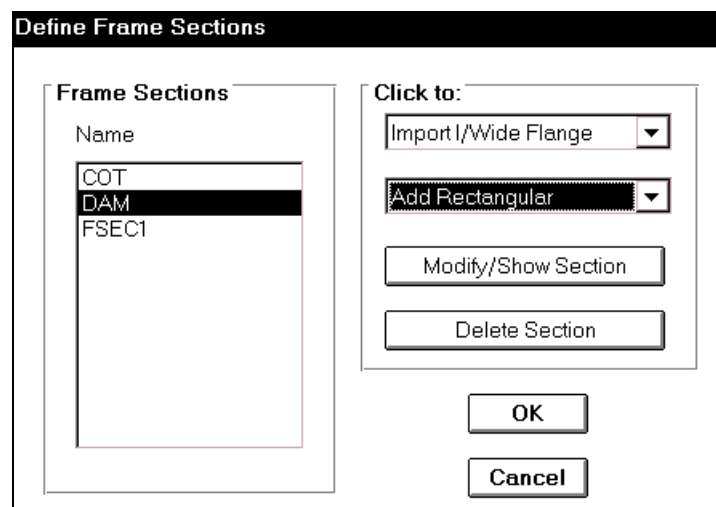 Define Frame Sections
Frame Sections
Name
COT
DAM
FSEC1
Click to:
Import I/Wide Flange
Add Rectangular
Modify/Show Section
Delete Section
OK
Cancel